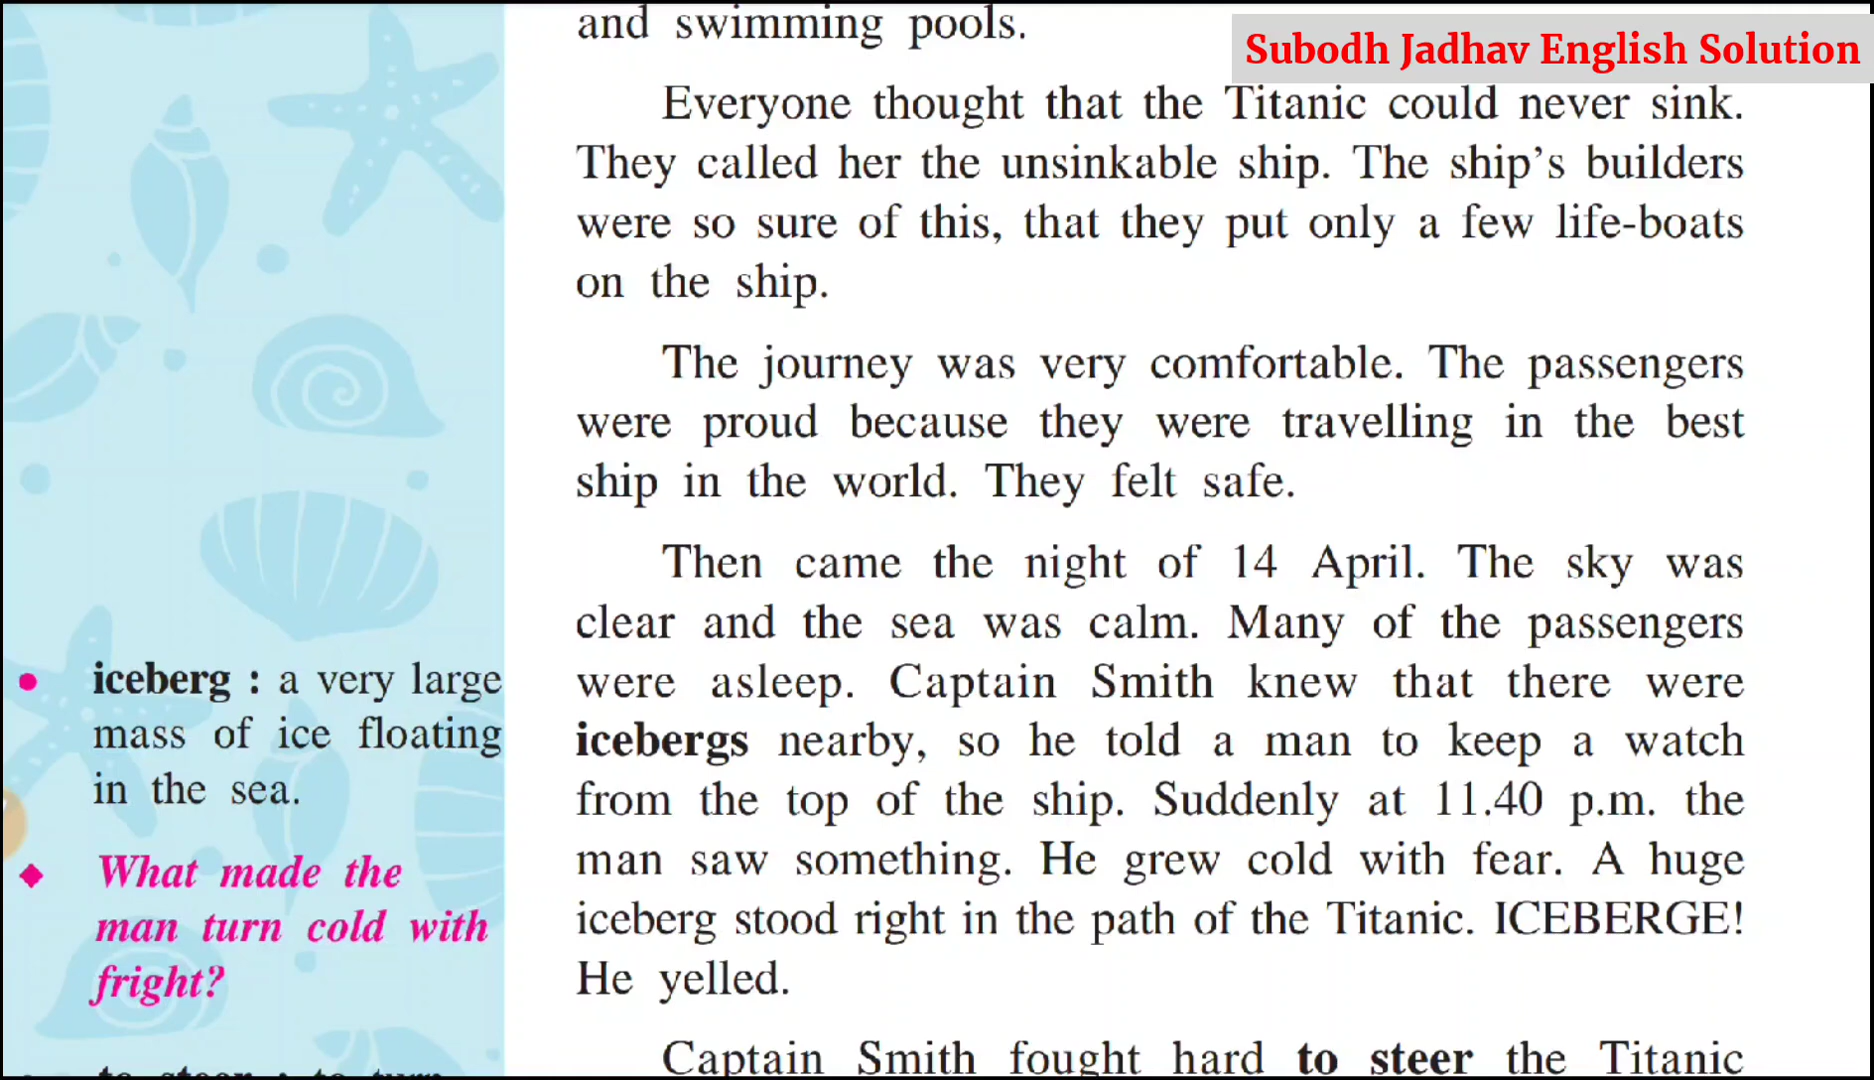 and swimming pools.
Subodh Jadhav English Solution
Everyone thought that the Titanic could never sink.
They called her the unsinkable ship. The ship’s builders
were so sure of this, that they put only a few life-boats
on the ship.
The journey was very comfortable. The passengers
were proud because they were travelling in the best
ship in the world. They felt safe.
Then came the night of 14 April. The sky was
clear and the sea was calm. Many of the passengers
were asleep. Captain Smith knew that there were
icebergs nearby, so he told a man to keep a watch
from the top of the ship. Suddenly at 11.40 p.m. the
man saw something. He grew cold with fear. A huge
iceberg stood right in the path of the Titanic. ICEBERGE!
He yelled.
Captain Smith fought hard to steer the Titanic
iceberg : a very large
mass of ice floating
in the sea.
What made the
man turn cold with
fright?
to steer : to turn